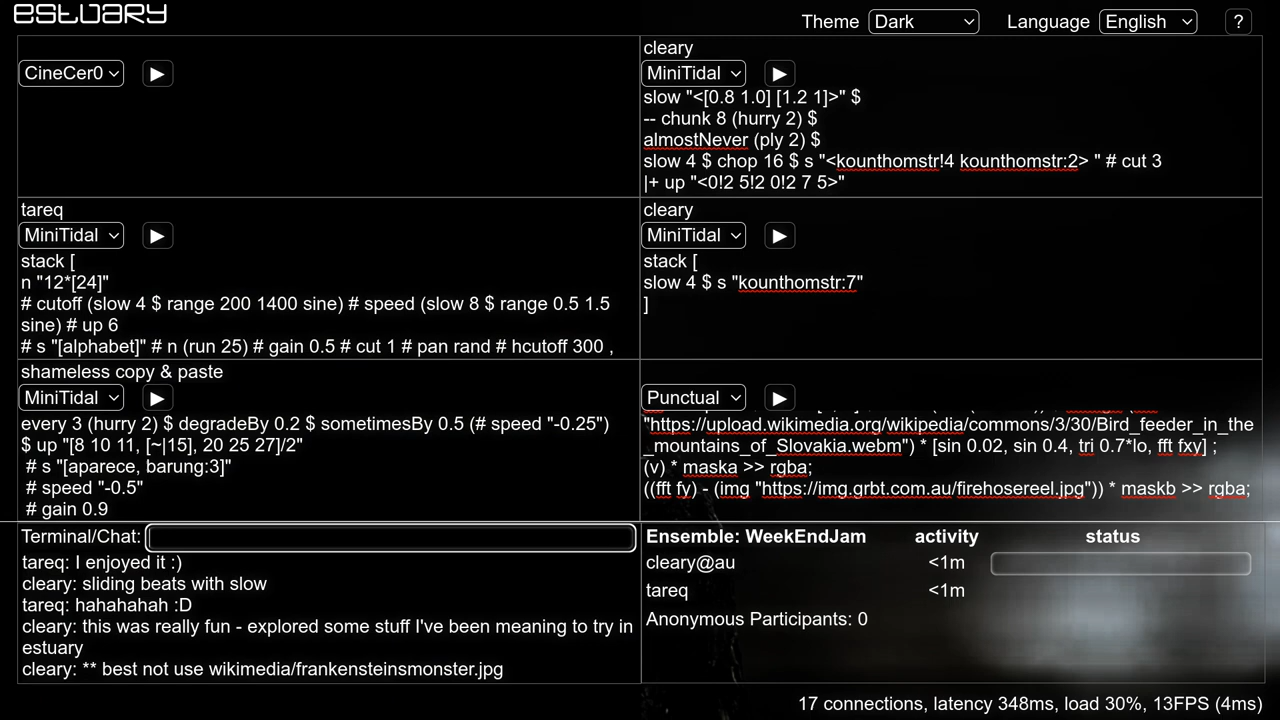 estuary
Theme Dark Language English ?
CineCer0 ▶
cleary
MiniTidal ▶
slow "<[0.8 1.0] [1.2 1]>" $
-- chunk 8 (hurry 2) $
almostNever (ply 2) $
slow 4 $ chop 16 $ s "<kounthomstr!4 kounthomstr:2> " # cut 3
|+ up "<0!2 5!2 0!2 7 5>"
tareq
MiniTidal ▶
stack [
n "12*[24]"
# cutoff (slow 4 $ range 200 1400 sine) # speed (slow 8 $ range 0.5 1.5
sine) # up 6
# s "[alphabet]" # n (run 25) # gain 0.5 # cut 1 # pan rand # hcutoff 300 ,
cleary
MiniTidal ▶
stack [
slow 4 $ s "kounthomstr:7"
]
shameless copy & paste
MiniTidal ▶
every 3 (hurry 2) $ degradeBy 0.2 $ sometimesBy 0.5 (# speed "-0.25")
$ up "[8 10 11, [~|15], 20 25 27]/2"
# s "[aparece, barung:3]"
# speed "-0.5"
# gain 0.9
Punctual ▶
"https://upload.wikimedia.org/wikipedia/commons/3/30/Bird_feeder_in_the
_mountains_of_Slovakia.webm") * [sin 0.02, sin 0.4, tri 0.7*lo, fft fxy] ;
(v) * maska >> rgba;
((fft fy) - (img "https://img.grbt.com.au/firehosereel.jpg")) * maskb >> rgba;
Terminal/Chat:
tareq: I enjoyed it :)
cleary: sliding beats with slow
tareq: hahahahah :D
cleary: this was really fun - explored some stuff I've been meaning to try in
estuary
cleary: ** best not use wikimedia/frankensteinsmonster.jpg
Ensemble: WeekEndJam activity status
cleary@au <1m
tareq <1m
Anonymous Participants: 0
17 connections, latency 348ms, load 30%, 13FPS (4ms)